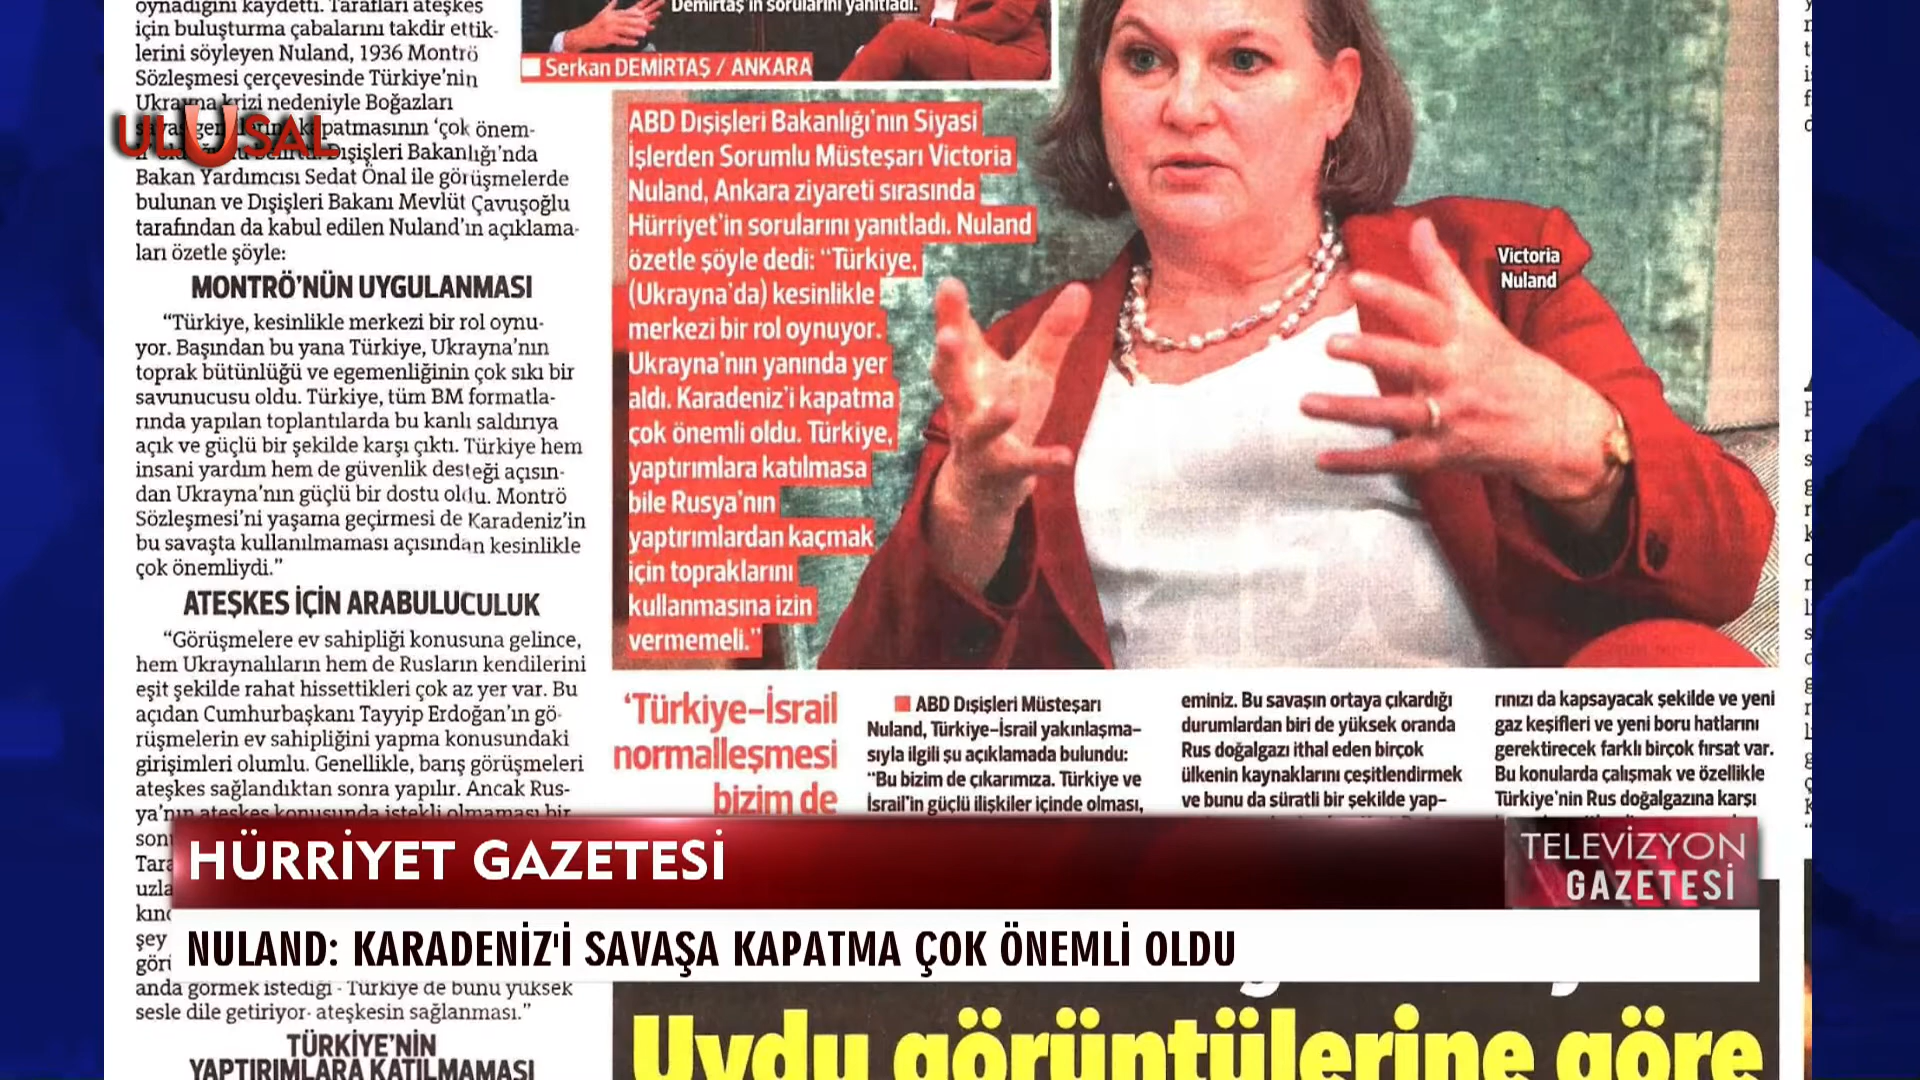 oynadığını kaydetti. Tarafları ateşkes
için buluşturma çabalarını takdir ettik-
lerini söyleyen Nuland, 1936 Montrö
Sözleşmesi çerçevesinde Türkiye'nin
Ukrayna krizi nedeniyle Boğazları
kapatmasının 'çok önem-
Dışişleri Bakanlığı'nda
Bakan Yardımcısı Sedat Önal ile görüşmelerde
bulunan ve Dışişleri Bakanı Mevlüt Çavuşoğlu
tarafından da kabul edilen Nuland'ın açıklama-
ları özetle şöyle:
MONTRÖ'NÜN UYGULANMASI
"Türkiye, kesinlikle merkezi bir rol oynu-
yor. Başından bu yana Türkiye, Ukrayna'nın
toprak bütünlüğü ve egemenliğinin çok sıkı bir
savunucusu oldu. Türkiye, tüm BM formatla-
rında yapılan toplantılarda bu kanlı saldırıya
açık ve güçlü bir şekilde karşı çıktı. Türkiye hem
insani yardım hem de güvenlik desteği açısın-
dan Ukrayna'nın güçlü bir dostu oldu. Montrö
Sözleşmesi'ni yaşama geçirmesi de Karadeniz'in
bu savaşta kullanılmaması açısından kesinlikle
çok önemliydi."
ATEŞKES İÇİN ARABULUCULUK
"Görüşmelere ev sahipliği konusuna gelince,
hem Ukraynalıların hem de Rusların kendilerini
eşit şekilde rahat hissettikleri çok az yer var. Bu
açıdan Cumhurbaşkanı Tayyip Erdoğan'ın gö-
rüşmelerin ev sahipliğini yapma konusundaki
girişimleri olumlu. Genellikle, barış görüşmeleri
ateşkes sağlandıktan sonra yapılır. Ancak Rus-
ya'nın ateşkes konusunda istekli olmaması bir
anda görmek istediği - Türkiye de bunu yüksek
sesle dile getiriyor- ateşkesin sağlanması."
TÜRKİYE'NİN
YAPTIRIMLARA KATILMAMASI
ULUSAL
Demirtaş'ın sorularını yanıtladı.
Serkan DEMİRTAŞ / ANKARA
ABD Dışişleri Bakanlığı'nın Siyasi
İşlerden Sorumlu Müsteşarı Victoria
Nuland, Ankara ziyareti sırasında
Hürriyet'in sorularını yanıtladı. Nuland
özetle şöyle dedi: "Türkiye,
(Ukrayna'da) kesinlikle
merkezi bir rol oynuyor.
Ukrayna'nın yanında yer
aldı. Karadeniz'i kapatma
çok önemli oldu. Türkiye,
yaptırımlara katılmasa
bile Rusya'nın
yaptırımlardan kaçmak
için topraklarını
kullanmasına izin
vermemeli."
Victoria
Nuland
'Türkiye-İsrail
normalleşmesi
bizim de
ABD Dışişleri Müsteşarı
Nuland, Türkiye-İsrail yakınlaşma-
sıyla ilgili şu açıklamada bulundu:
"Bu bizim de çıkarımıza. Türkiye ve
İsrail'in güçlü ilişkiler içinde olması,
eminiz. Bu savaşın ortaya çıkardığı
durumlardan biri de yüksek oranda
Rus doğalgazı ithal eden birçok
ülkenin kaynaklarını çeşitlendirmek
ve bunu da süratli bir şekilde yap-
rınızı da kapsayacak şekilde ve yeni
gaz keşifleri ve yeni boru hatlarını
gerektirecek farklı birçok fırsat var.
Bu konularda çalışmak ve özellikle
Türkiye'nin Rus doğalgazına karşı
HÜRRİYET GAZETESİ
TELEVİZYON
GAZETESİ
NULAND: KARADENİZ'İ SAVAŞA KAPATMA ÇOK ÖNEMLİ OLDU
Uydu görüntülerine göre